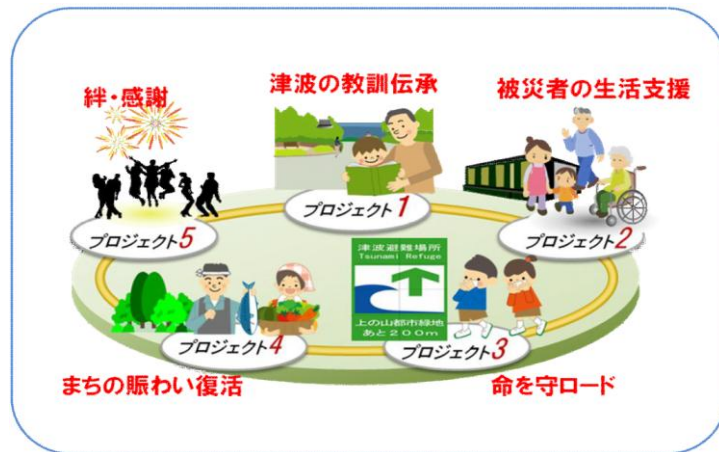 津波の教訓伝承
プロジェクト1
被災者の生活支援
プロジェクト2
命を守ロード
プロジェクト3
津波避難場所
Tsunami Refuge
上の山都市緑地
あと200m
まちの賑わい復活
プロジェクト4
絆・感謝
プロジェクト5